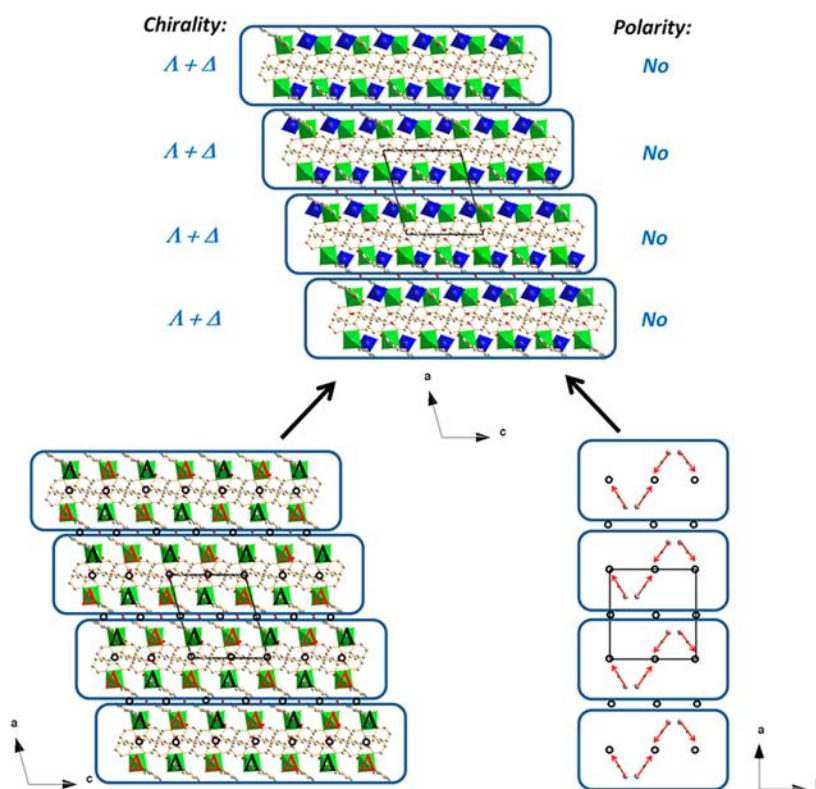 Chirality:
Polarity:
Λ + Δ
No
Λ + Δ
No
Λ + Δ
No
Λ + Δ
No
a
c
Λ Δ Λ Δ Λ Δ Λ
Δ Λ Δ Λ Δ Λ Δ
Λ Δ Λ Δ Λ Δ Λ
Δ Λ Δ Λ Δ Λ Δ
Λ Δ Λ Δ Λ Δ Λ
Δ Λ Δ Λ Δ Λ Δ
Λ Δ Λ Δ Λ Δ Λ
Δ Λ Δ Λ Δ Λ Δ
a
c
a